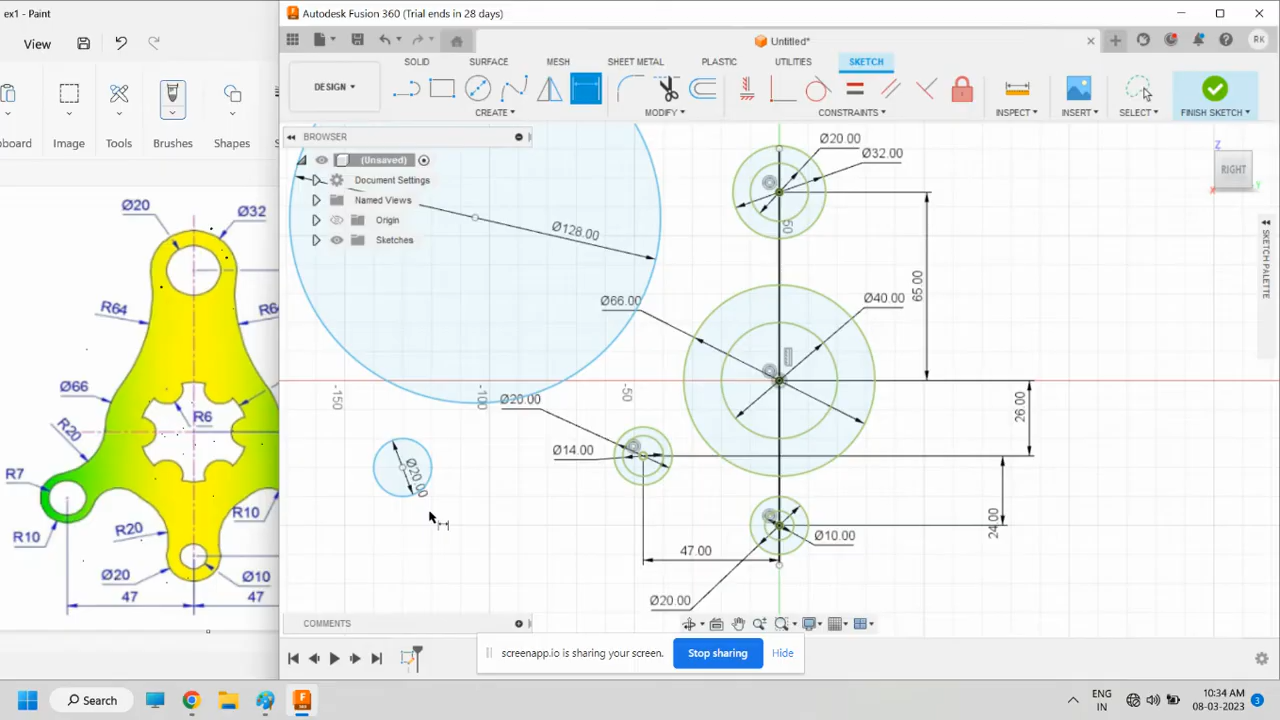 ex1 - Paint
Autodesk Fusion 360 (Trial ends in 28 days)
View
Untitled*
RK
SOLID
SURFACE
MESH
SHEET METAL
PLASTIC
UTILITIES
SKETCH
DESIGN
CREATE
MODIFY
CONSTRAINTS
INSPECT
INSERT
SELECT
FINISH SKETCH
board
Image
Tools
Brushes
Shapes
BROWSER
(Unsaved)
Document Settings
Named Views
Origin
Sketches
Z
RIGHT
X
Y
SKETCH PALETTE
Ø20
Ø32
R64
Ø66
R6
R20
R7
R10
R20
R10
Ø20
Ø10
47
47
Ø20.00
Ø32.00
50
Ø128.00
Ø66.00
Ø40.00
65.00
-150
-100
-50
26.00
Ø20.00
Ø14.00
Ø20.00
24.00
Ø10.00
47.00
Ø20.00
COMMENTS
screenapp.io is sharing your screen.
Stop sharing
Hide
Search
ENG
IN
10:34 AM
08-03-2023
3